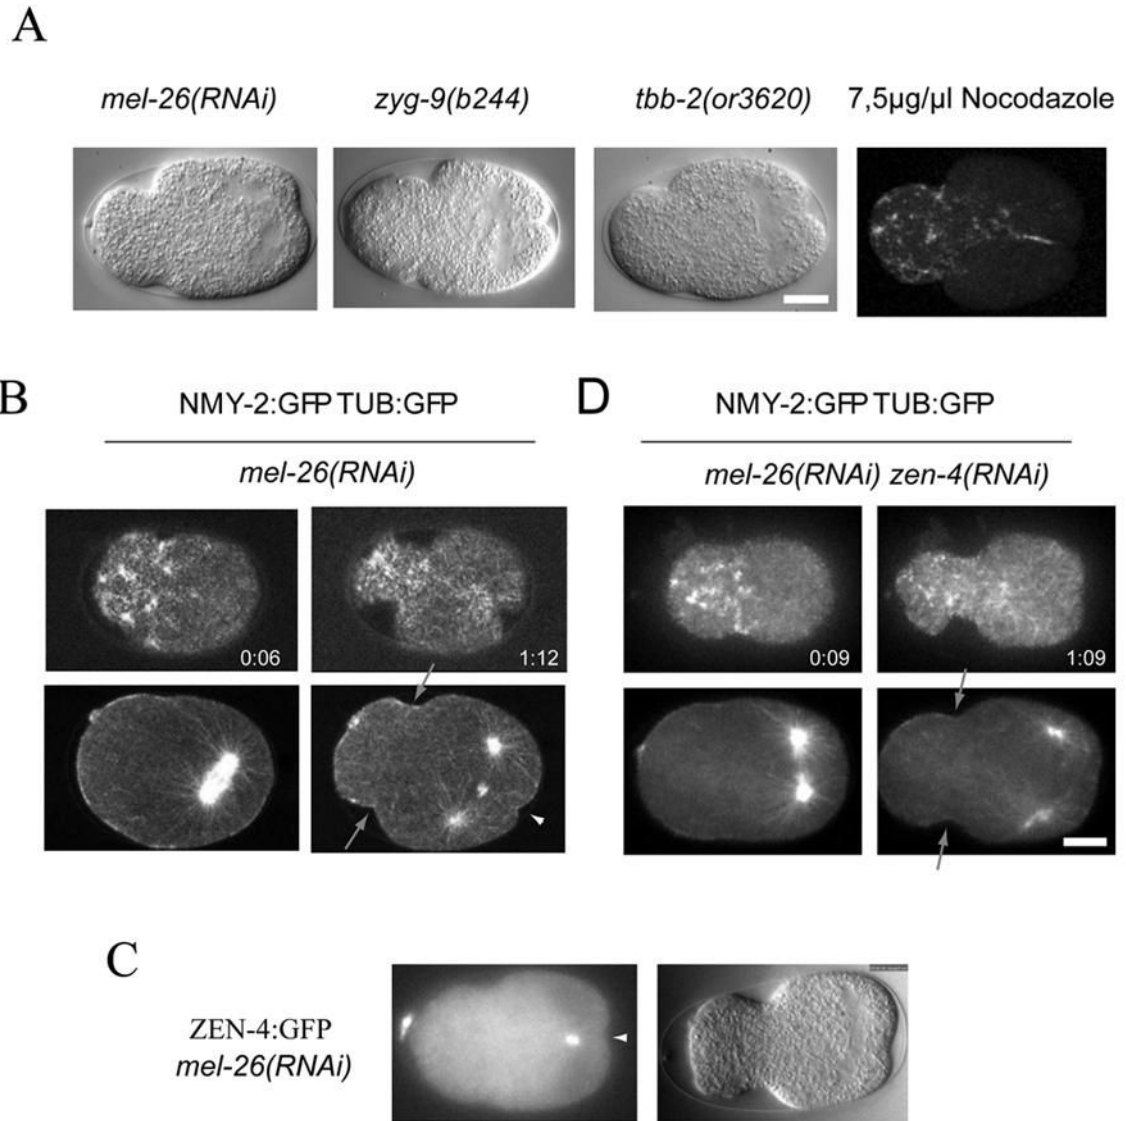 A
mel-26(RNAi)
zyg-9(b244)
tbb-2(or3620)
7,5µg/µl Nocodazole
B
NMY-2:GFP TUB:GFP
mel-26(RNAi)
0:06
1:12
D
NMY-2:GFP TUB:GFP
mel-26(RNAi) zen-4(RNAi)
0:09
1:09
C
ZEN-4:GFP
mel-26(RNAi)